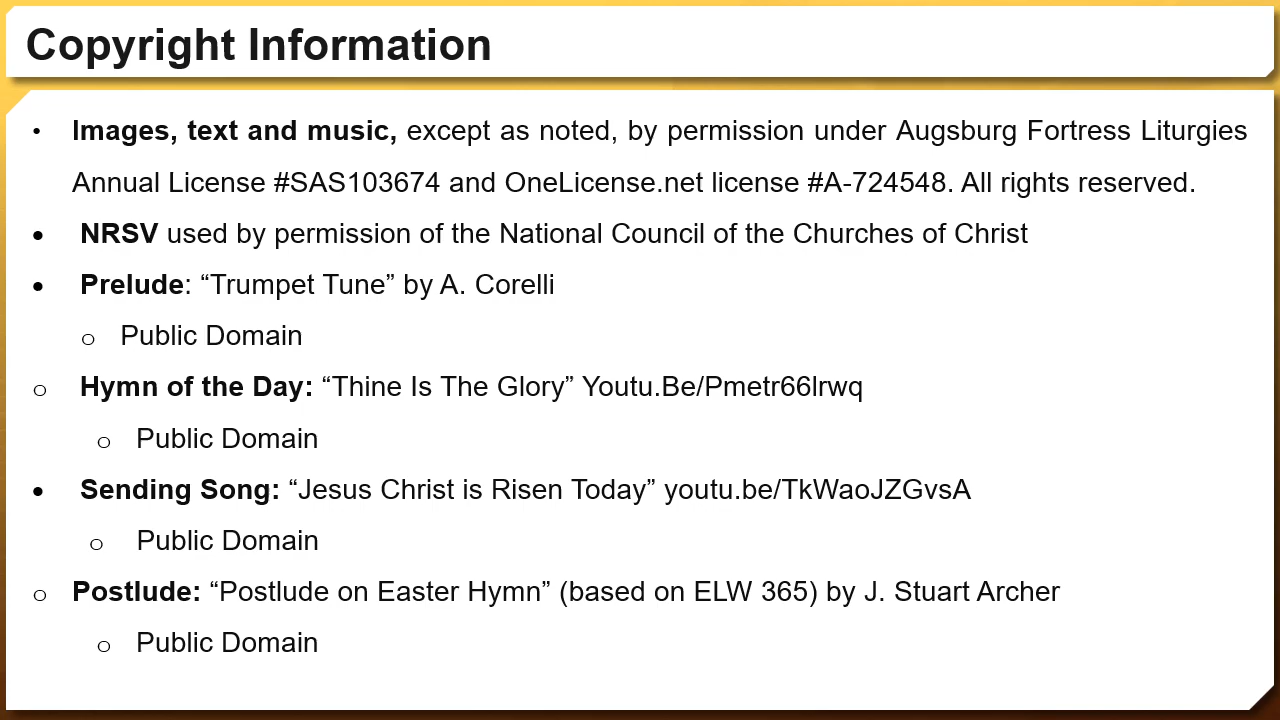 Copyright Information
• Images, text and music, except as noted, by permission under Augsburg Fortress Liturgies
Annual License #SAS103674 and OneLicense.net license #A-724548. All rights reserved.
• NRSV used by permission of the National Council of the Churches of Christ
• Prelude: “Trumpet Tune” by A. Corelli
o Public Domain
o Hymn of the Day: “Thine Is The Glory” Youtu.Be/Pmetr66lrwq
o Public Domain
• Sending Song: “Jesus Christ is Risen Today” youtu.be/TkWaoJZGvsA
o Public Domain
o Postlude: “Postlude on Easter Hymn” (based on ELW 365) by J. Stuart Archer
o Public Domain